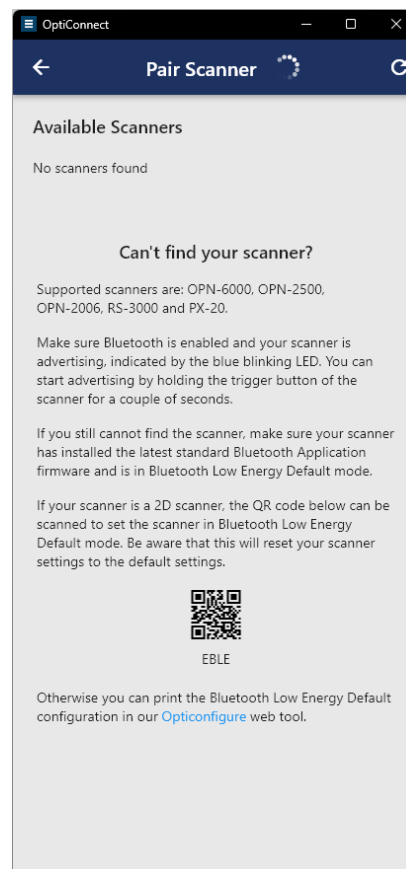 OptiConnect
Pair Scanner
Available Scanners
No scanners found
Can't find your scanner?
Supported scanners are: OPN-6000, OPN-2500,
OPN-2006, RS-3000 and PX-20.
Make sure Bluetooth is enabled and your scanner is
advertising, indicated by the blue blinking LED. You can
start advertising by holding the trigger button of the
scanner for a couple of seconds.
If you still cannot find the scanner, make sure your scanner
has installed the latest standard Bluetooth Application
firmware and is in Bluetooth Low Energy Default mode.
If your scanner is a 2D scanner, the QR code below can be
scanned to set the scanner in Bluetooth Low Energy
Default mode. Be aware that this will reset your scanner
settings to the default settings.
EBLE
Otherwise you can print the Bluetooth Low Energy Default
configuration in our Opticonfigure web tool.